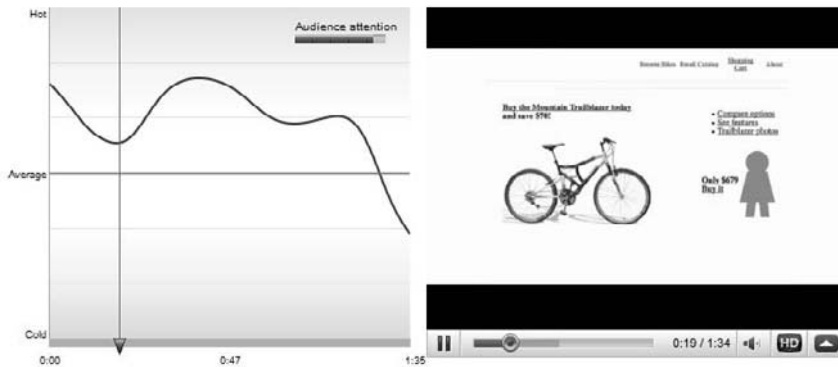 Hot
Audience attention
Average
Cold
0:00
0:47
1:35
Browse Bikes Email Catalog Shopping Cart About
Buy the Mountain Trailblazer today
and save $70!
• Compare options
• See features
• Trailblazer photos
Only $679
Buy it
0:19 / 1:34
HD